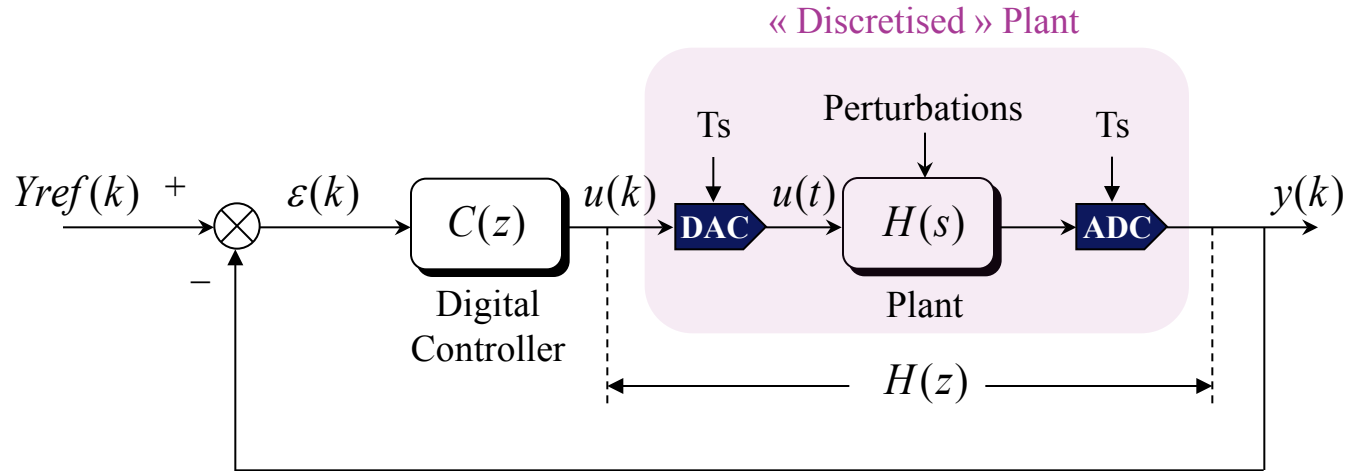 « Discretised » Plant
Ts
Perturbations
Ts
Yref(k)
+
ε(k)
C(z)
u(k)
DAC
u(t)
H(s)
ADC
y(k)
−
Digital
Controller
Plant
H(z)